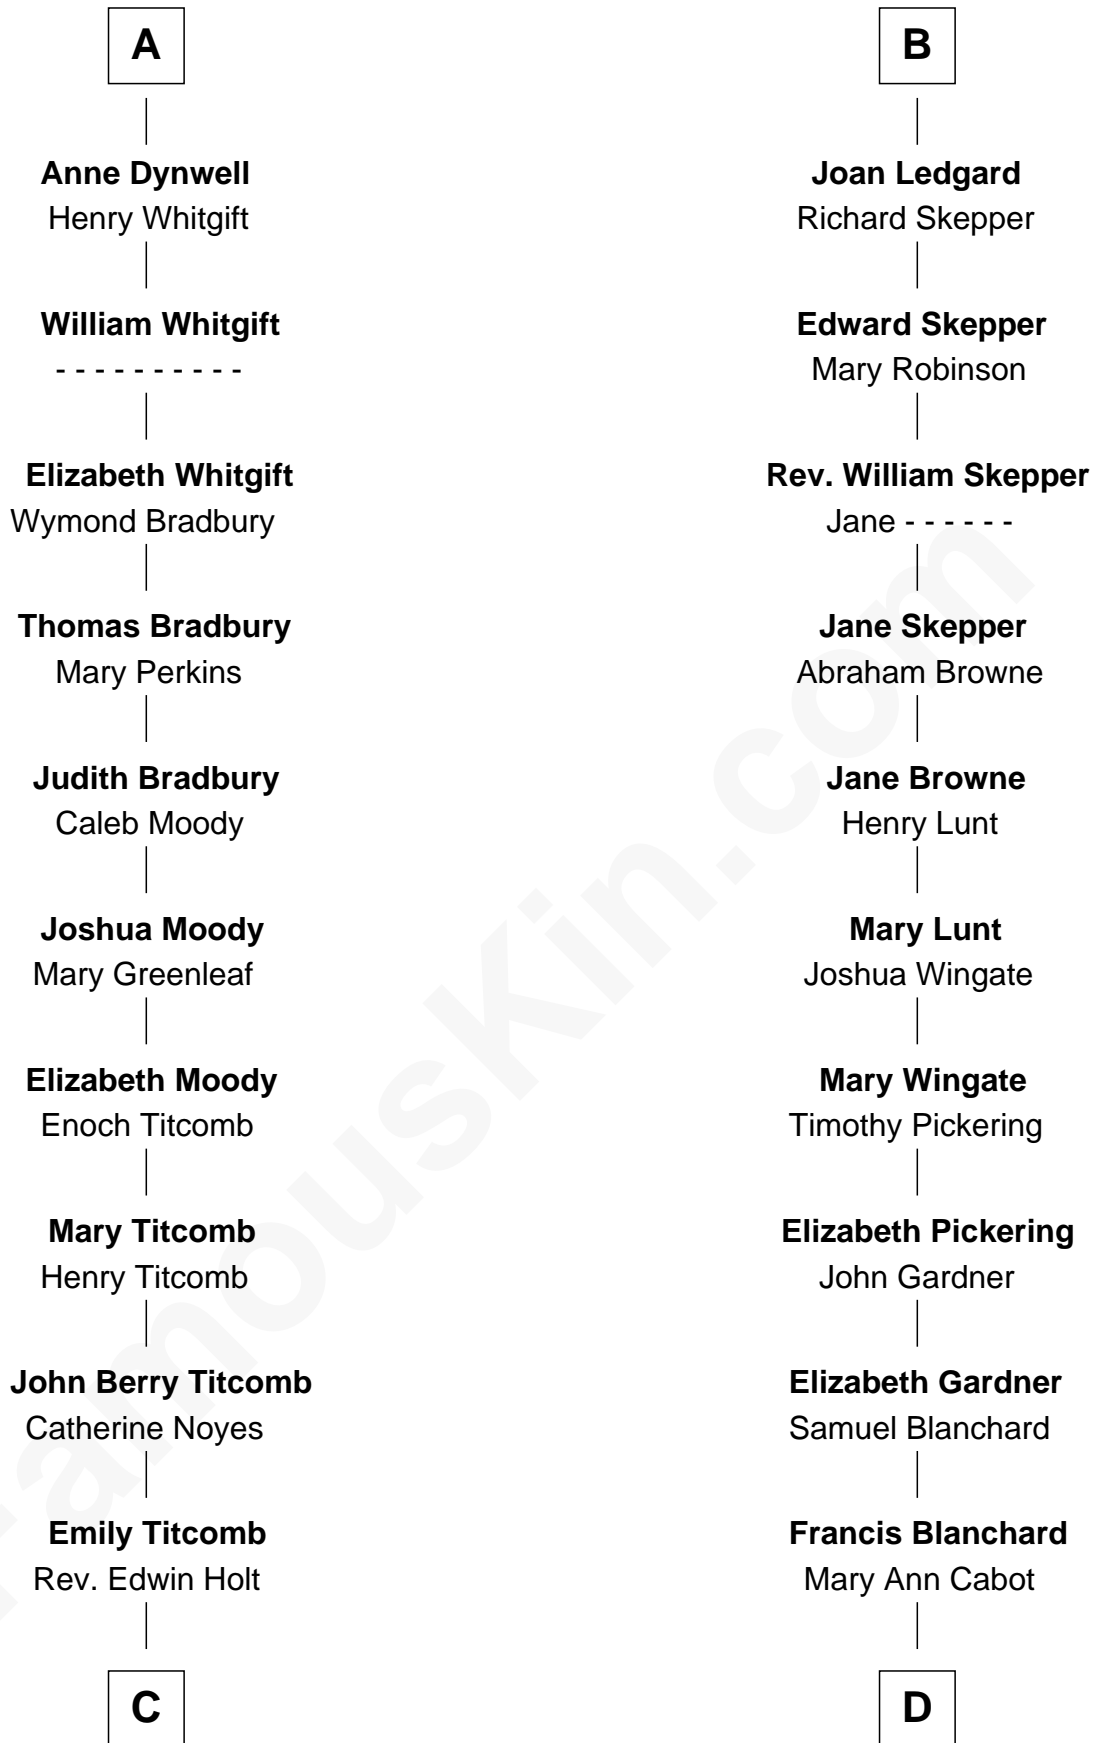 A
Anne Dynwell
Henry Whitgift
William Whitgift
- - - - - - - - - -
Elizabeth Whitgift
Wymond Bradbury
Thomas Bradbury
Mary Perkins
Judith Bradbury
Caleb Moody
Joshua Moody
Mary Greenleaf
Elizabeth Moody
Enoch Titcomb
Mary Titcomb
Henry Titcomb
John Berry Titcomb
Catherine Noyes
Emily Titcomb
Rev. Edwin Holt
C
B
Joan Ledgard
Richard Skepper
Edward Skepper
Mary Robinson
Rev. William Skepper
Jane - - - - - -
Jane Skepper
Abraham Browne
Jane Browne
Henry Lunt
Mary Lunt
Joshua Wingate
Mary Wingate
Timothy Pickering
Elizabeth Pickering
John Gardner
Elizabeth Gardner
Samuel Blanchard
Francis Blanchard
Mary Ann Cabot
D
FamousKin.com